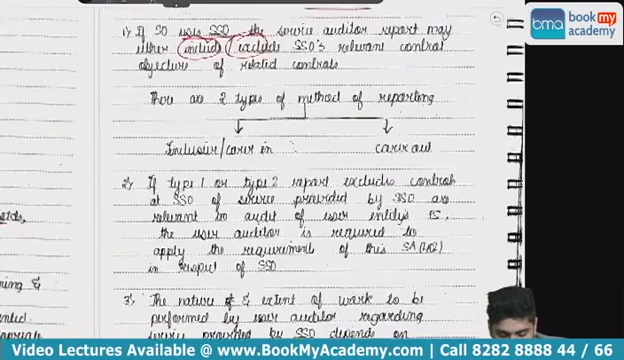 1) If SO uses SSO the service auditor report may
either include / exclude SSO's relevant control
objective of related controls
There are 2 types of method of reporting
Inclusive/carve in
carve out
2) If type 1 or type 2 report excludes control
at SSO & service provided by SSO are
relevant to audit of user entity's FS,
the user auditor is required to
apply the requirement of this SA(402)
in respect of SSO
3) The nature & extent of work to be
performed by user auditor regarding
service provided by SSO depends on
bma
book my
academy
ning &
Video Lectures Available @ www.BookMyAcademy.com | Call 8282 8888 44 / 66